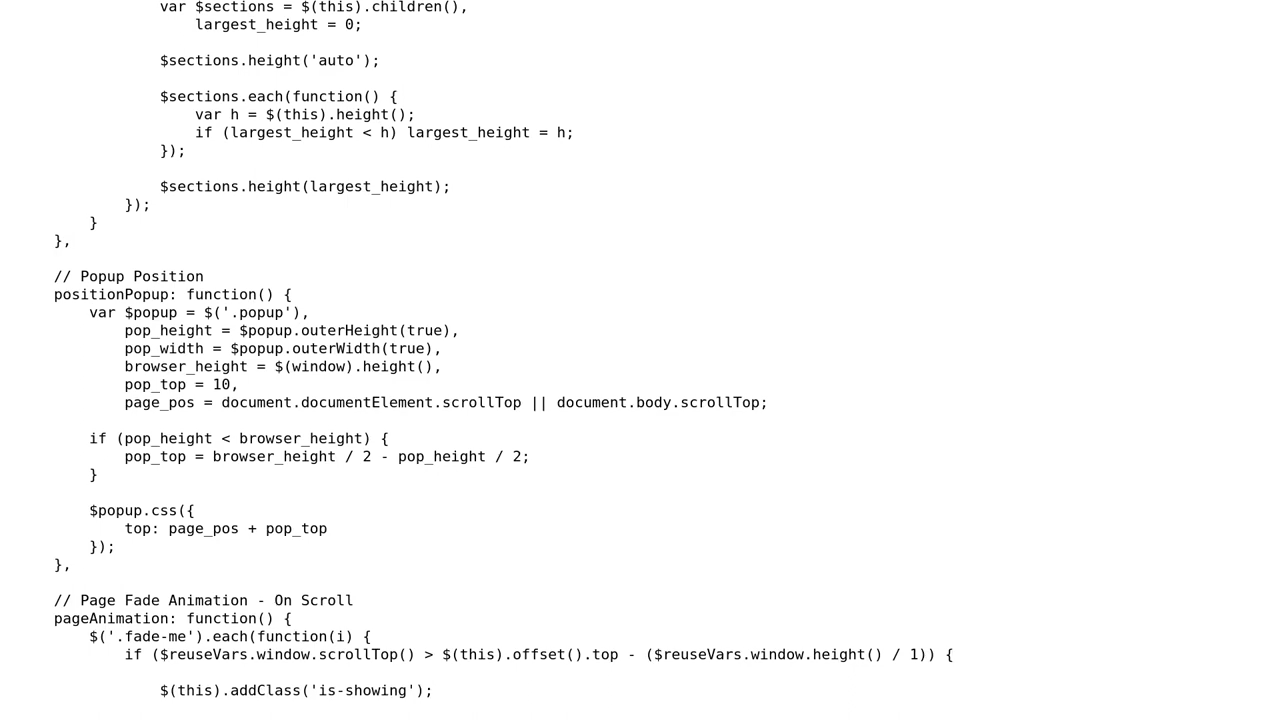 var $sections = $(this).children(),
largest_height = 0;
$sections.height('auto');
$sections.each(function() {
var h = $(this).height();
if (largest_height < h) largest_height = h;
});
$sections.height(largest_height);
});
}
},
// Popup Position
positionPopup: function() {
var $popup = $('.popup'),
pop_height = $popup.outerHeight(true),
pop_width = $popup.outerWidth(true),
browser_height = $(window).height(),
pop_top = 10,
page_pos = document.documentElement.scrollTop || document.body.scrollTop;
if (pop_height < browser_height) {
pop_top = browser_height / 2 - pop_height / 2;
}
$popup.css({
top: page_pos + pop_top
});
},
// Page Fade Animation - On Scroll
pageAnimation: function() {
$('.fade-me').each(function(i) {
if ($reuseVars.window.scrollTop() > $(this).offset().top - ($reuseVars.window.height() / 1)) {
$(this).addClass('is-showing');